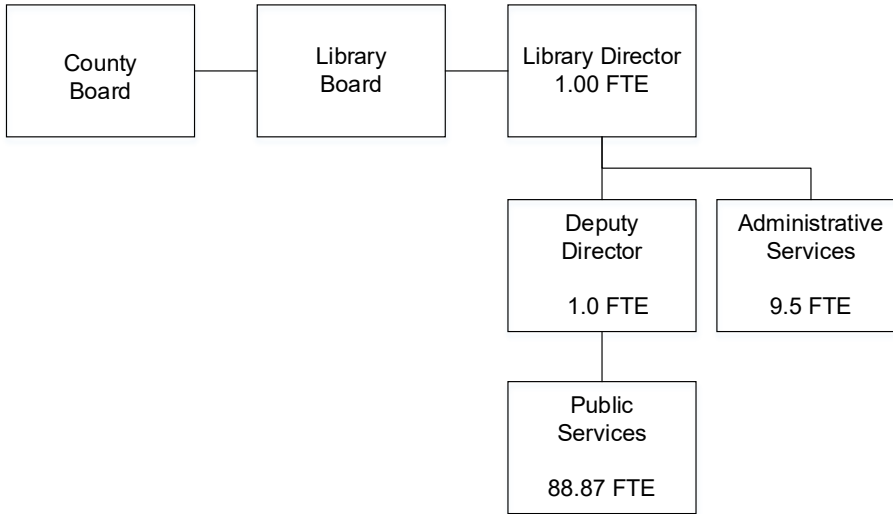 County
Board
Library
Board
Library Director
1.00 FTE
Deputy
Director
1.0 FTE
Administrative
Services
9.5 FTE
Public
Services
88.87 FTE